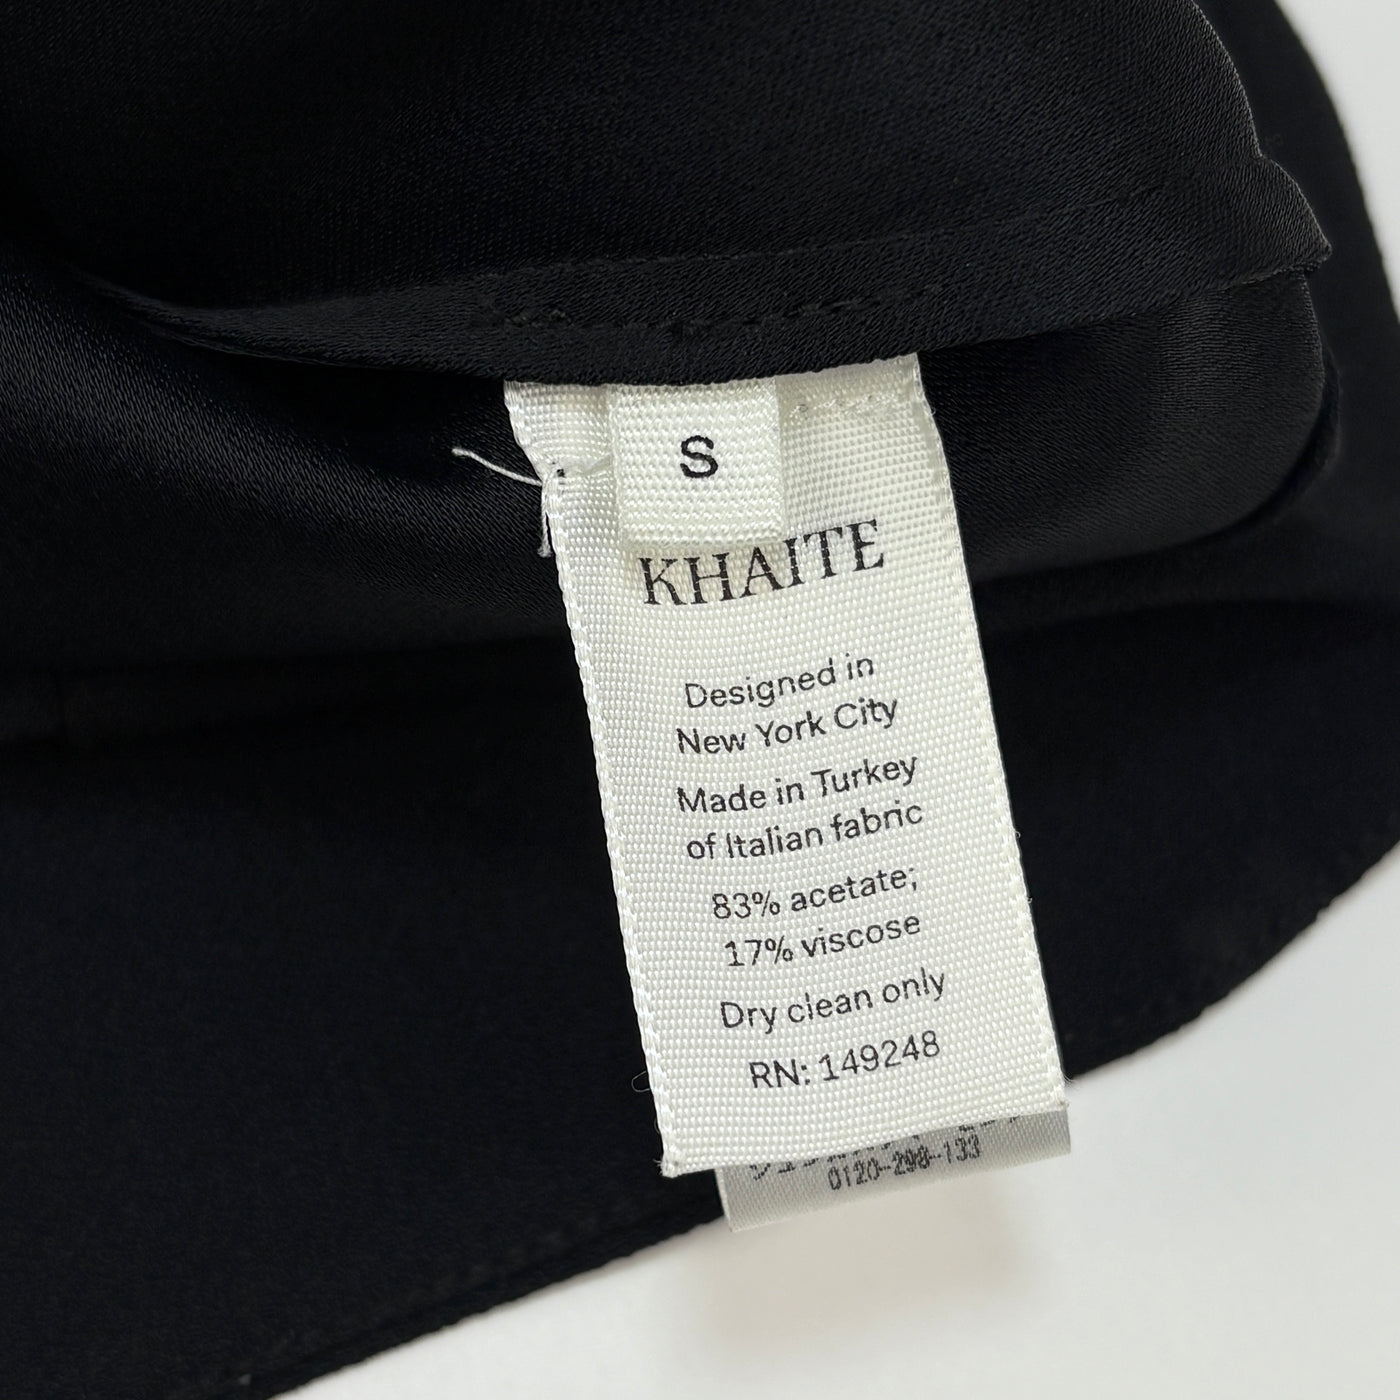 S
KHAITE
Designed in
New York City
Made in Turkey
of Italian fabric
83% acetate;
17% viscose
Dry clean only
RN: 149248
0120-298-133